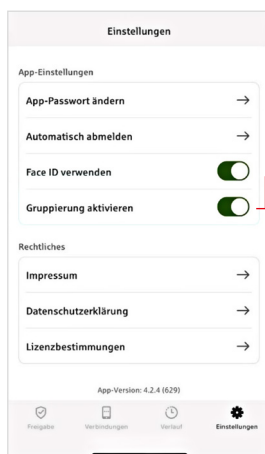 Einstellungen
App-Einstellungen
App-Passwort ändern
Automatisch abmelden
Face ID verwenden
Gruppierung aktivieren
Rechtliches
Impressum
Datenschutzerklärung
Lizenzbestimmungen
App-Version: 4.2.4 (629)
Freigabe Verbindungen Verlauf Einstellungen